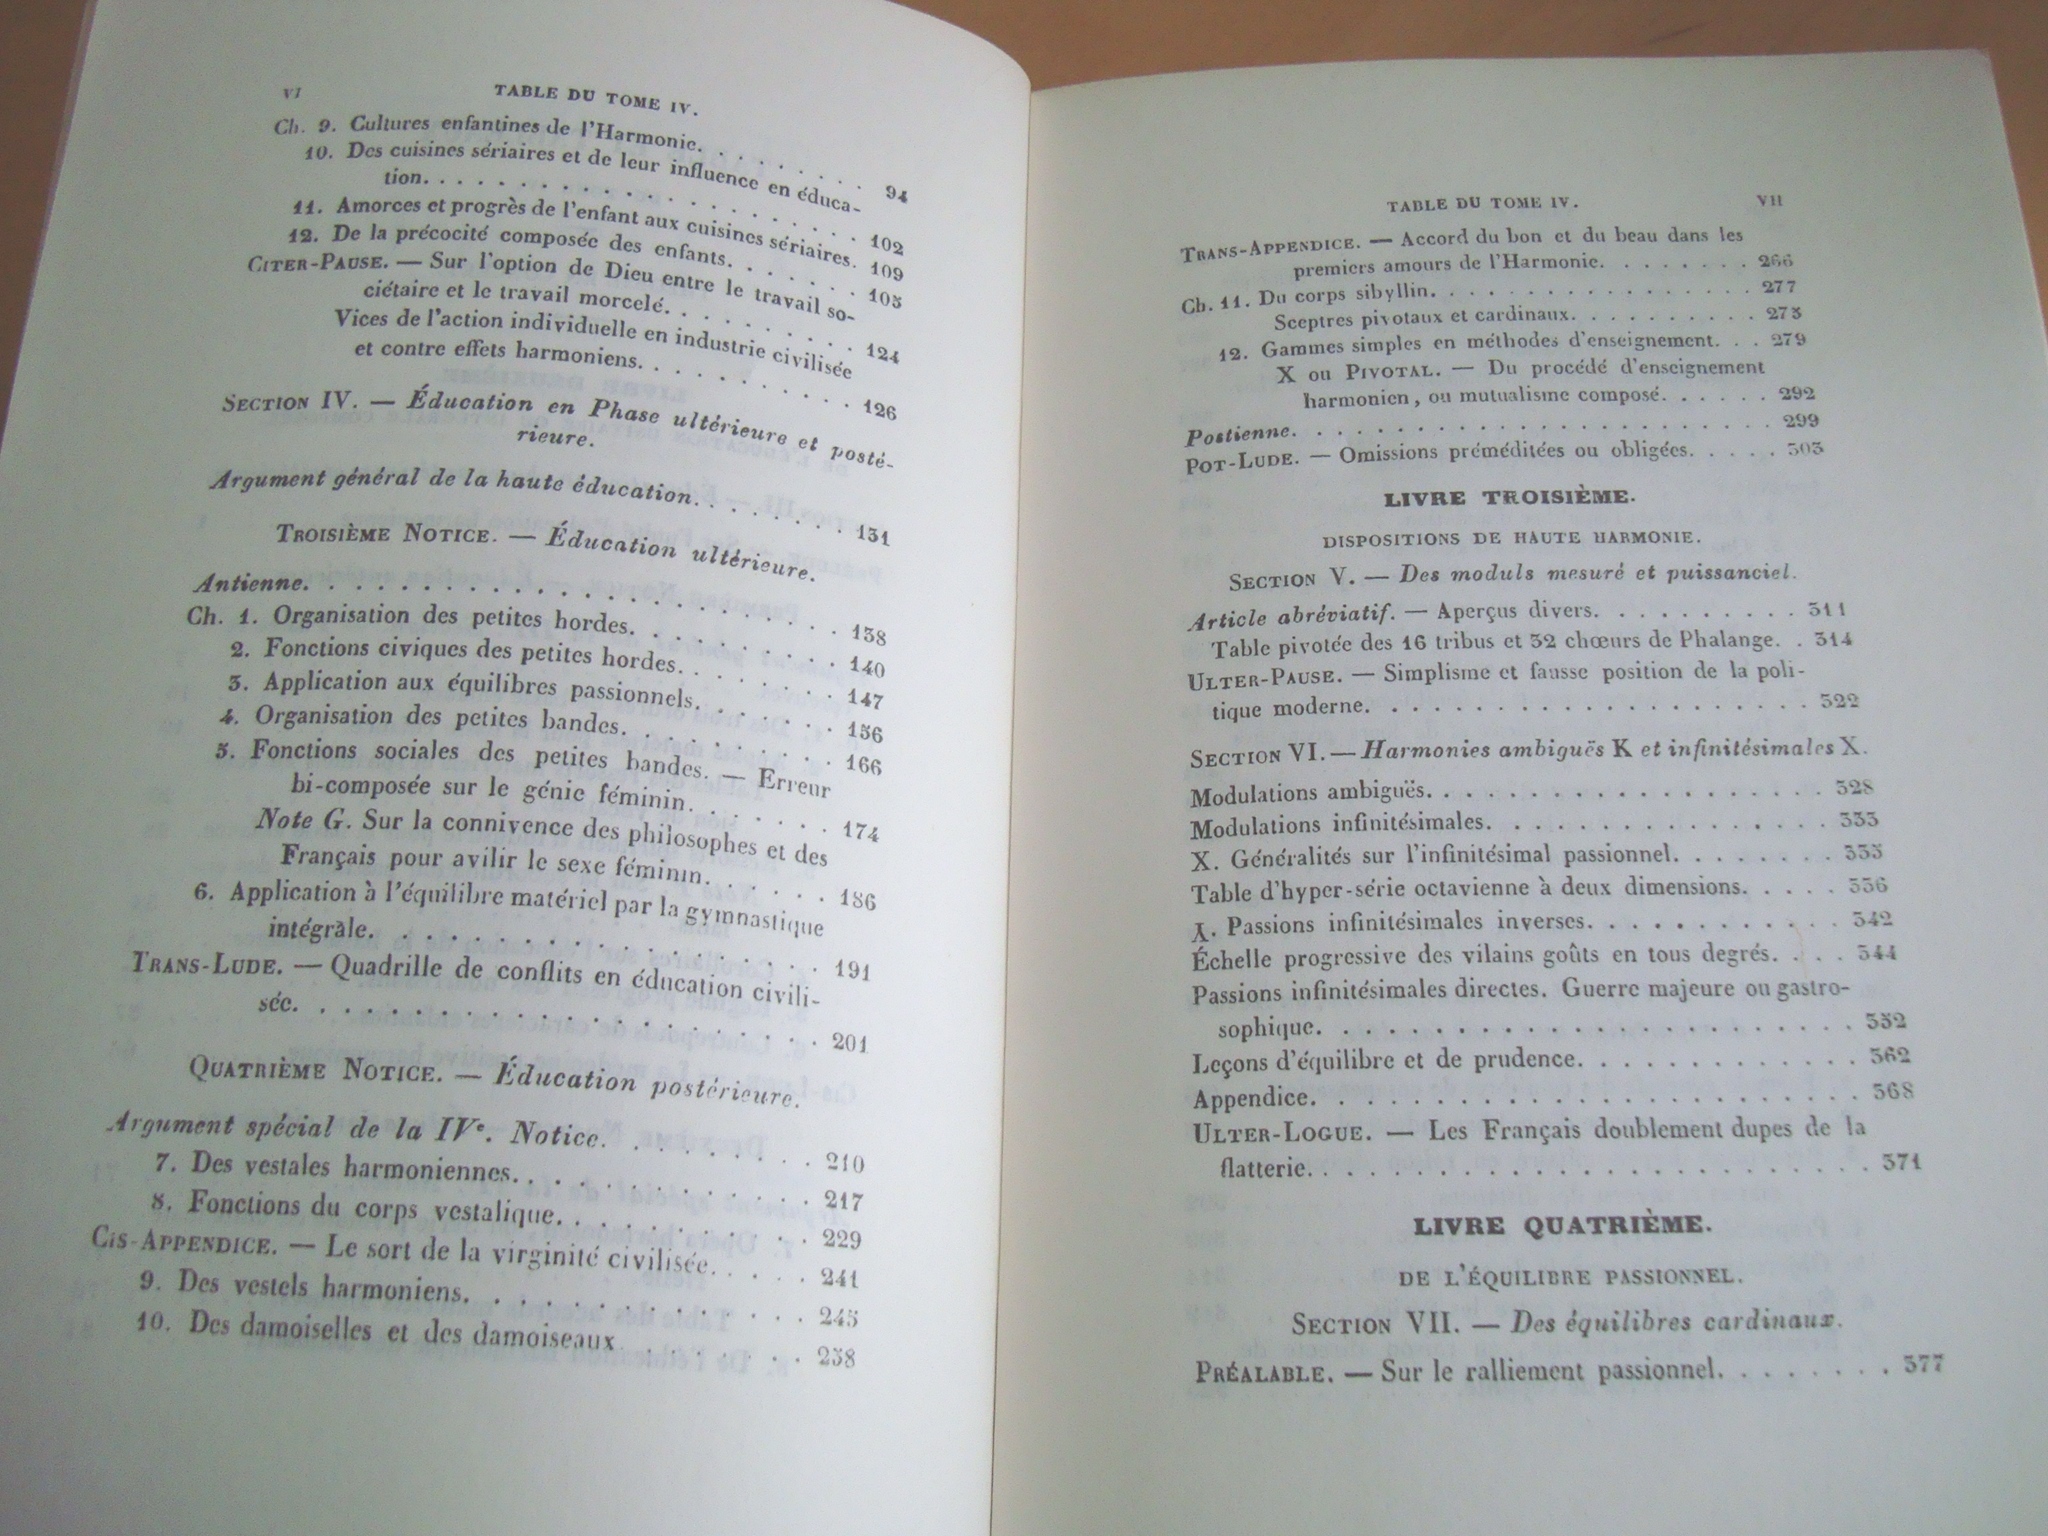 VI TABLE DU TOME IV.
Ch. 9. Cultures enfantines de l'Harmonie. . . . . . . . . 94
10. Des cuisines sériaires et de leur influence en éduca-
tion. . . . . . . . . . . . . . . . . . . 102
11. Amorces et progrès de l'enfant aux cuisines sériaires. 109
12. De la précocité composée des enfants. . . . . . . 105
CITER-PAUSE. — Sur l'option de Dieu entre le travail so-
ciétaire et le travail morcelé. . . . . . . . . 124
Vices de l'action individuelle en industrie civilisée
et contre effets harmoniens. . . . . . . . . . 126
SECTION IV. — Éducation en Phase ultérieure et posté-
rieure.
Argument général de la haute éducation. . . . . . . 131
TROISIÈME NOTICE. — Éducation ultérieure.
Antienne. . . . . . . . . . . . . . . . . . . . 138
Ch. 1. Organisation des petites hordes. . . . . . . . . 140
2. Fonctions civiques des petites hordes. . . . . . . 147
3. Application aux équilibres passionnels. . . . . . . 156
4. Organisation des petites bandes. . . . . . . . . 166
5. Fonctions sociales des petites bandes. — Erreur
bi-composée sur le génie féminin. . . . . . . 174
Note G. Sur la connivence des philosophes et des
Français pour avilir le sexe féminin. . . . . . 186
6. Application à l'équilibre matériel par la gymnastique
intégrale. . . . . . . . . . . . . . . . . 191
TRANS-LUDE. — Quadrille de conflits en éducation civili-
sée. . . . . . . . . . . . . . . . . . . . 201
QUATRIÈME NOTICE. — Éducation postérieure.
Argument spécial de la IVe. Notice. . . . . . . . . 210
7. Des vestales harmoniennes. . . . . . . . . . . . 217
8. Fonctions du corps vestalique. . . . . . . . . . 229
CIS-APPENDICE. — Le sort de la virginité civilisée. . . . . 241
9. Des vestels harmoniens. . . . . . . . . . . . . 245
10. Des damoiselles et des damoiseaux . . . . . . . 258
TABLE DU TOME IV. VII
TRANS-APPENDICE. — Accord du bon et du beau dans les
premiers amours de l'Harmonie. . . . . . . . 266
Ch. 11. Du corps sibyllin. . . . . . . . . . . . . . . . 277
Sceptres pivotaux et cardinaux. . . . . . . . . . 275
12. Gammes simples en méthodes d'enseignement. . . 279
X ou PIVOTAL. — Du procédé d'enseignement
harmonien, ou mutualisme composé. . . . . . 292
Postienne. . . . . . . . . . . . . . . . . . . . . . 299
POT-LUDE. — Omissions préméditées ou obligées. . . . . 303
LIVRE TROISIÈME.
DISPOSITIONS DE HAUTE HARMONIE.
SECTION V. — Des moduls mesuré et puissanciel.
Article abréviatif. — Aperçus divers. . . . . . . . . . 311
Table pivotée des 16 tribus et 32 chœurs de Phalange. . 314
ULTER-PAUSE. — Simplisme et fausse position de la poli-
tique moderne. . . . . . . . . . . . . . . . . . . 322
SECTION VI. — Harmonies ambiguës K et infinitésimales X.
Modulations ambiguës. . . . . . . . . . . . . . . . . 328
Modulations infinitésimales. . . . . . . . . . . . . . . 333
X. Généralités sur l'infinitésimal passionnel. . . . . . . . 335
Table d'hyper-série octavienne à deux dimensions. . . . . 336
⅄. Passions infinitésimales inverses. . . . . . . . . . . . 342
Échelle progressive des vilains goûts en tous degrés. . . . 344
Passions infinitésimales directes. Guerre majeure ou gastro-
sophique. . . . . . . . . . . . . . . . . . . . . . 352
Leçons d'équilibre et de prudence. . . . . . . . . . . . 362
Appendice. . . . . . . . . . . . . . . . . . . . . . 368
ULTER-LOGUE. — Les Français doublement dupes de la
flatterie. . . . . . . . . . . . . . . . . . . . . . 371
LIVRE QUATRIÈME.
DE L'ÉQUILIBRE PASSIONNEL.
SECTION VII. — Des équilibres cardinaux.
PRÉALABLE. — Sur le ralliement passionnel. . . . . . . . 377